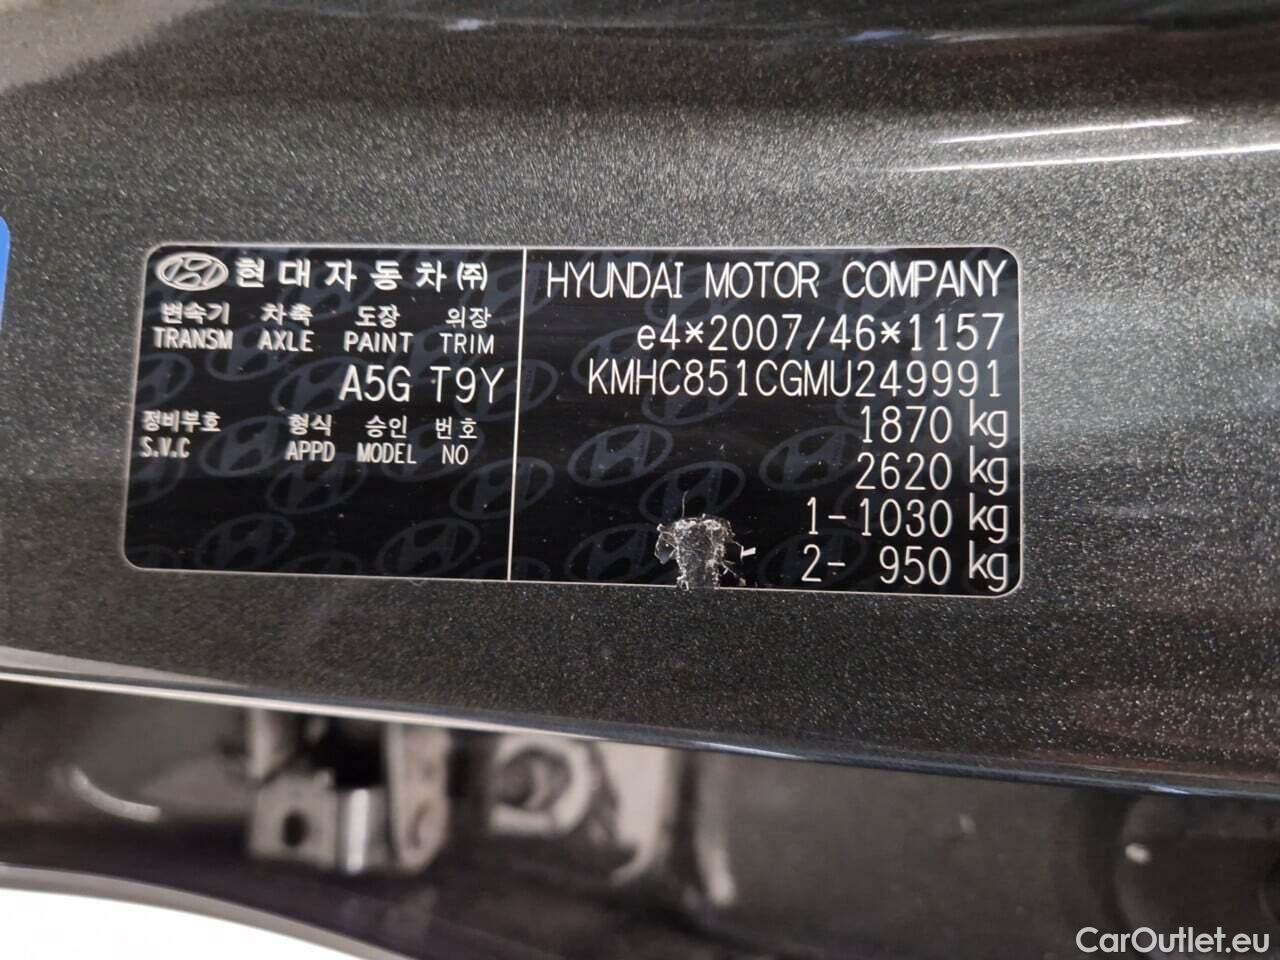 현대자동차㈜
변속기 차축 도장 의장
TRANSM AXLE PAINT TRIM
A5G T9Y
정비부호 형식 승인 번호
S.V.C APPD MODEL NO
HYUNDAI MOTOR COMPANY
e4*2007/46*1157
KMHC851CGMU249991
1870 kg
2620 kg
1-1030 kg
2- 950 kg
CarOutlet.eu